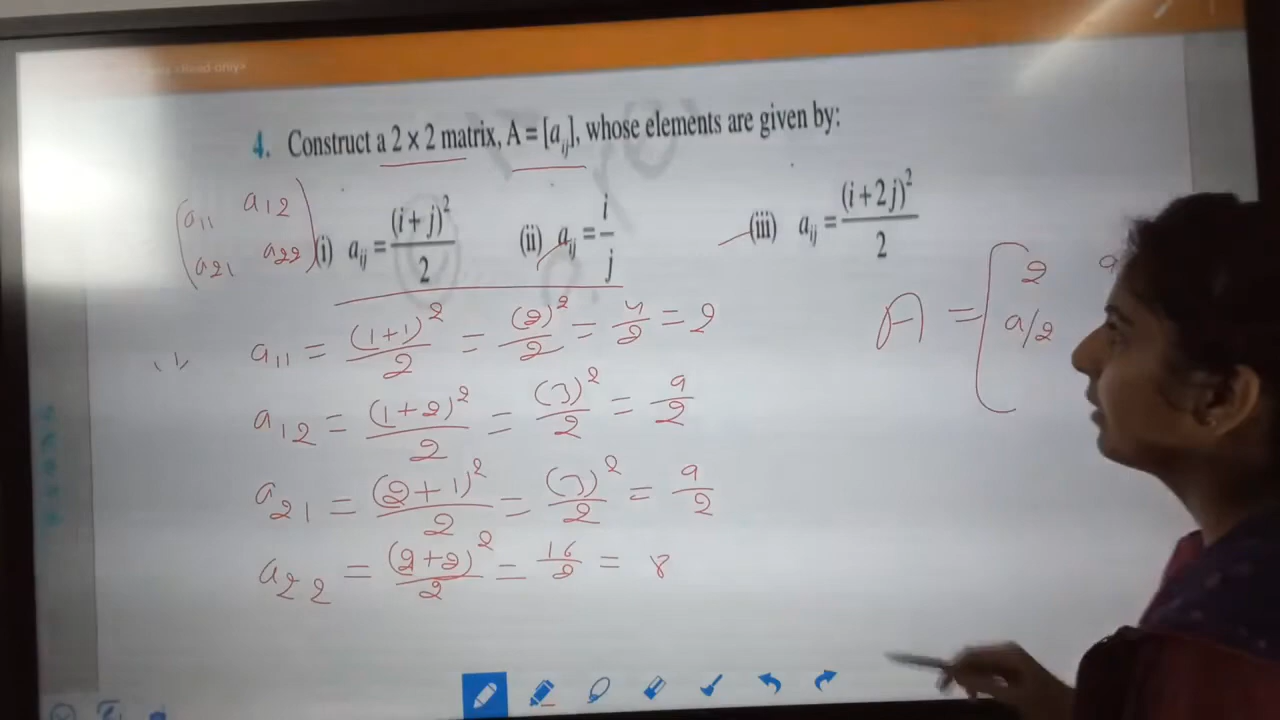 <Read only>
4. Construct a 2 × 2 matrix, A = [aᵢⱼ], whose elements are given by:
(i) aᵢⱼ = (i + j)²/2 (ii) aᵢⱼ = i/j (iii) aᵢⱼ = (i + 2j)²/2
a₁₁ a₁₂
a₂₁ a₂₂
(i) a₁₁ = (1+1)²/2 = (2)²/2 = 4/2 = 2
a₁₂ = (1+2)²/2 = (3)²/2 = 9/2
a₂₁ = (2+1)²/2 = (3)²/2 = 9/2
a₂₂ = (2+2)²/2 = 16/2 = 8
A = [2 9
9/2